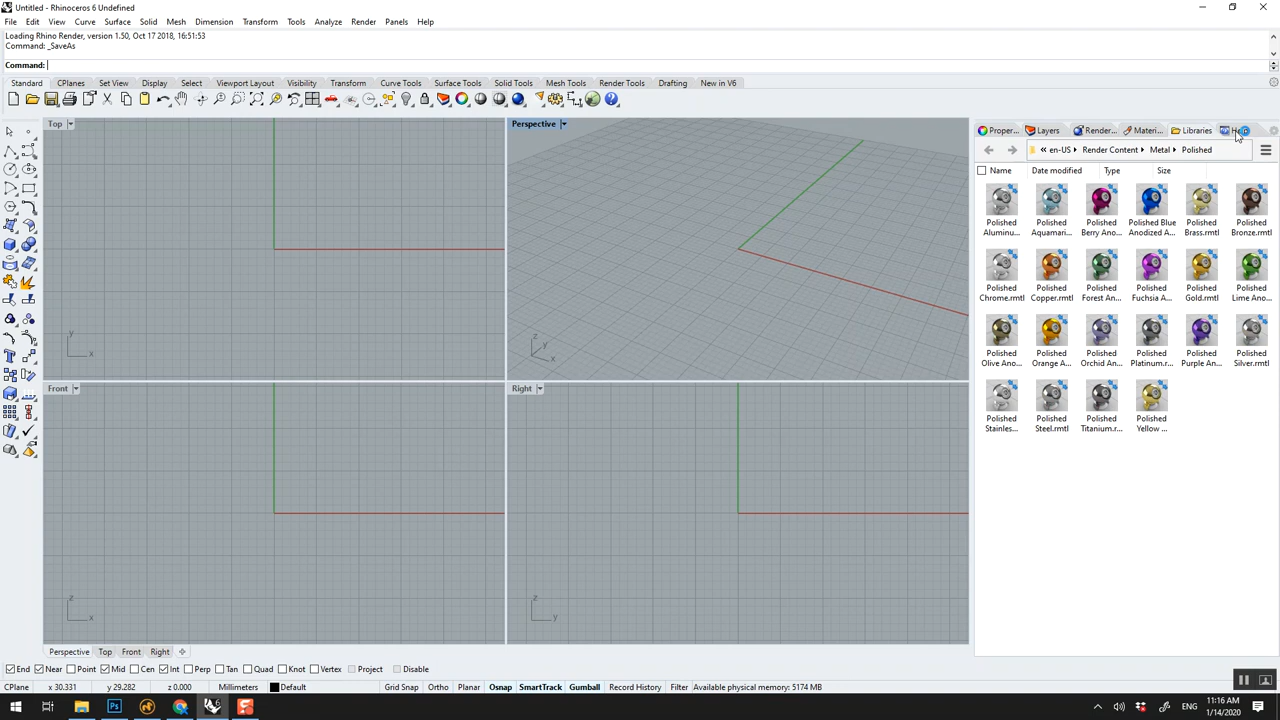 Untitled - Rhinoceros 6 Undefined
File Edit View Curve Surface Solid Mesh Dimension Transform Tools Analyze Render Panels Help
Loading Rhino Render, version 1.50, Oct 17 2018, 16:51:53
Command: _SaveAs
Command:
Standard CPlanes Set View Display Select Viewport Layout Visibility Transform Curve Tools Surface Tools Solid Tools Mesh Tools Render Tools Drafting New in V6
Top Perspective
Proper... Layers Render... Materi... Libraries
« en-US Render Content Metal Polished
Name Date modified Type Size
Polished Polished Polished Polished Blue Polished Polished
Aluminu... Aquamari... Berry Ano... Anodized A... Brass.rmtl Bronze.rmtl
Polished Polished Polished Polished Polished Polished
Chrome.rmtl Copper.rmtl Forest An... Fuchsia A... Gold.rmtl Lime Ano...
Polished Polished Polished Polished Polished Polished
Olive Ano... Orange A... Orchid An... Platinum.r... Purple An... Silver.rmtl
Polished Polished Polished Polished
Stainles... Steel.rmtl Titanium.r... Yellow ...
y x
z y x
Front Right
z x
z y
Perspective Top Front Right
End Near Point Mid Cen Int Perp Tan Quad Knot Vertex Project Disable
CPlane x 30.331 y 29.282 z 0.000 Millimeters Default Grid Snap Ortho Planar Osnap SmartTrack Gumball Record History Filter Available physical memory: 5174 MB
ENG 11:16 AM
1/14/2020